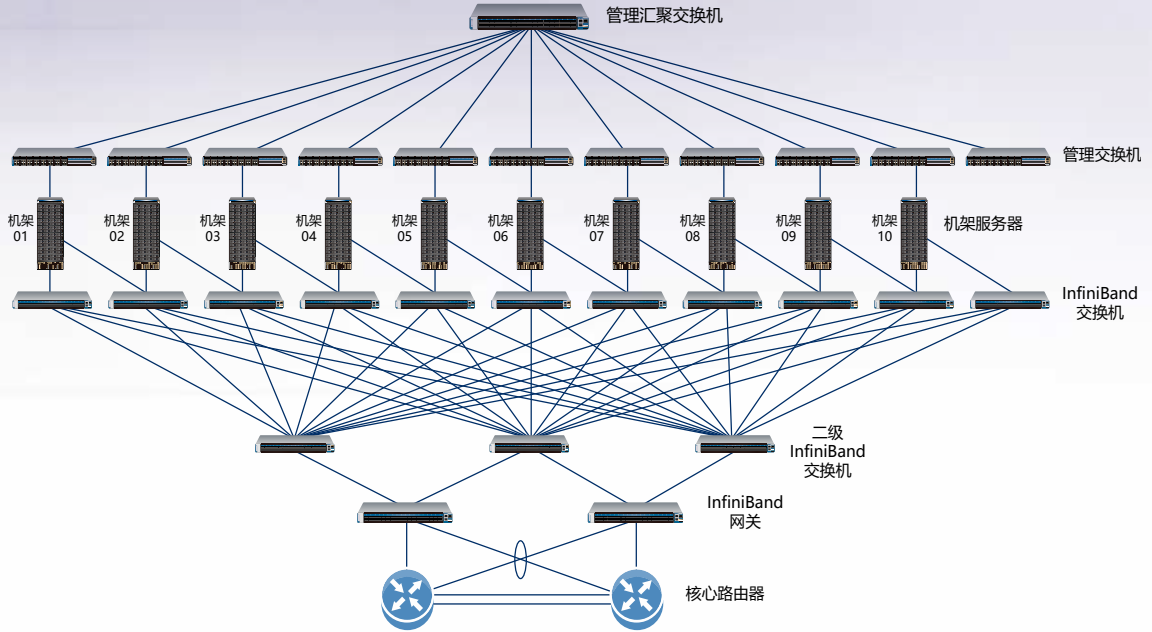 管理汇聚交换机
管理交换机
机架
01
机架
02
机架
03
机架
04
机架
05
机架
06
机架
07
机架
08
机架
09
机架
10
机架服务器
InfiniBand
交换机
二级
InfiniBand
交换机
InfiniBand
网关
核心路由器